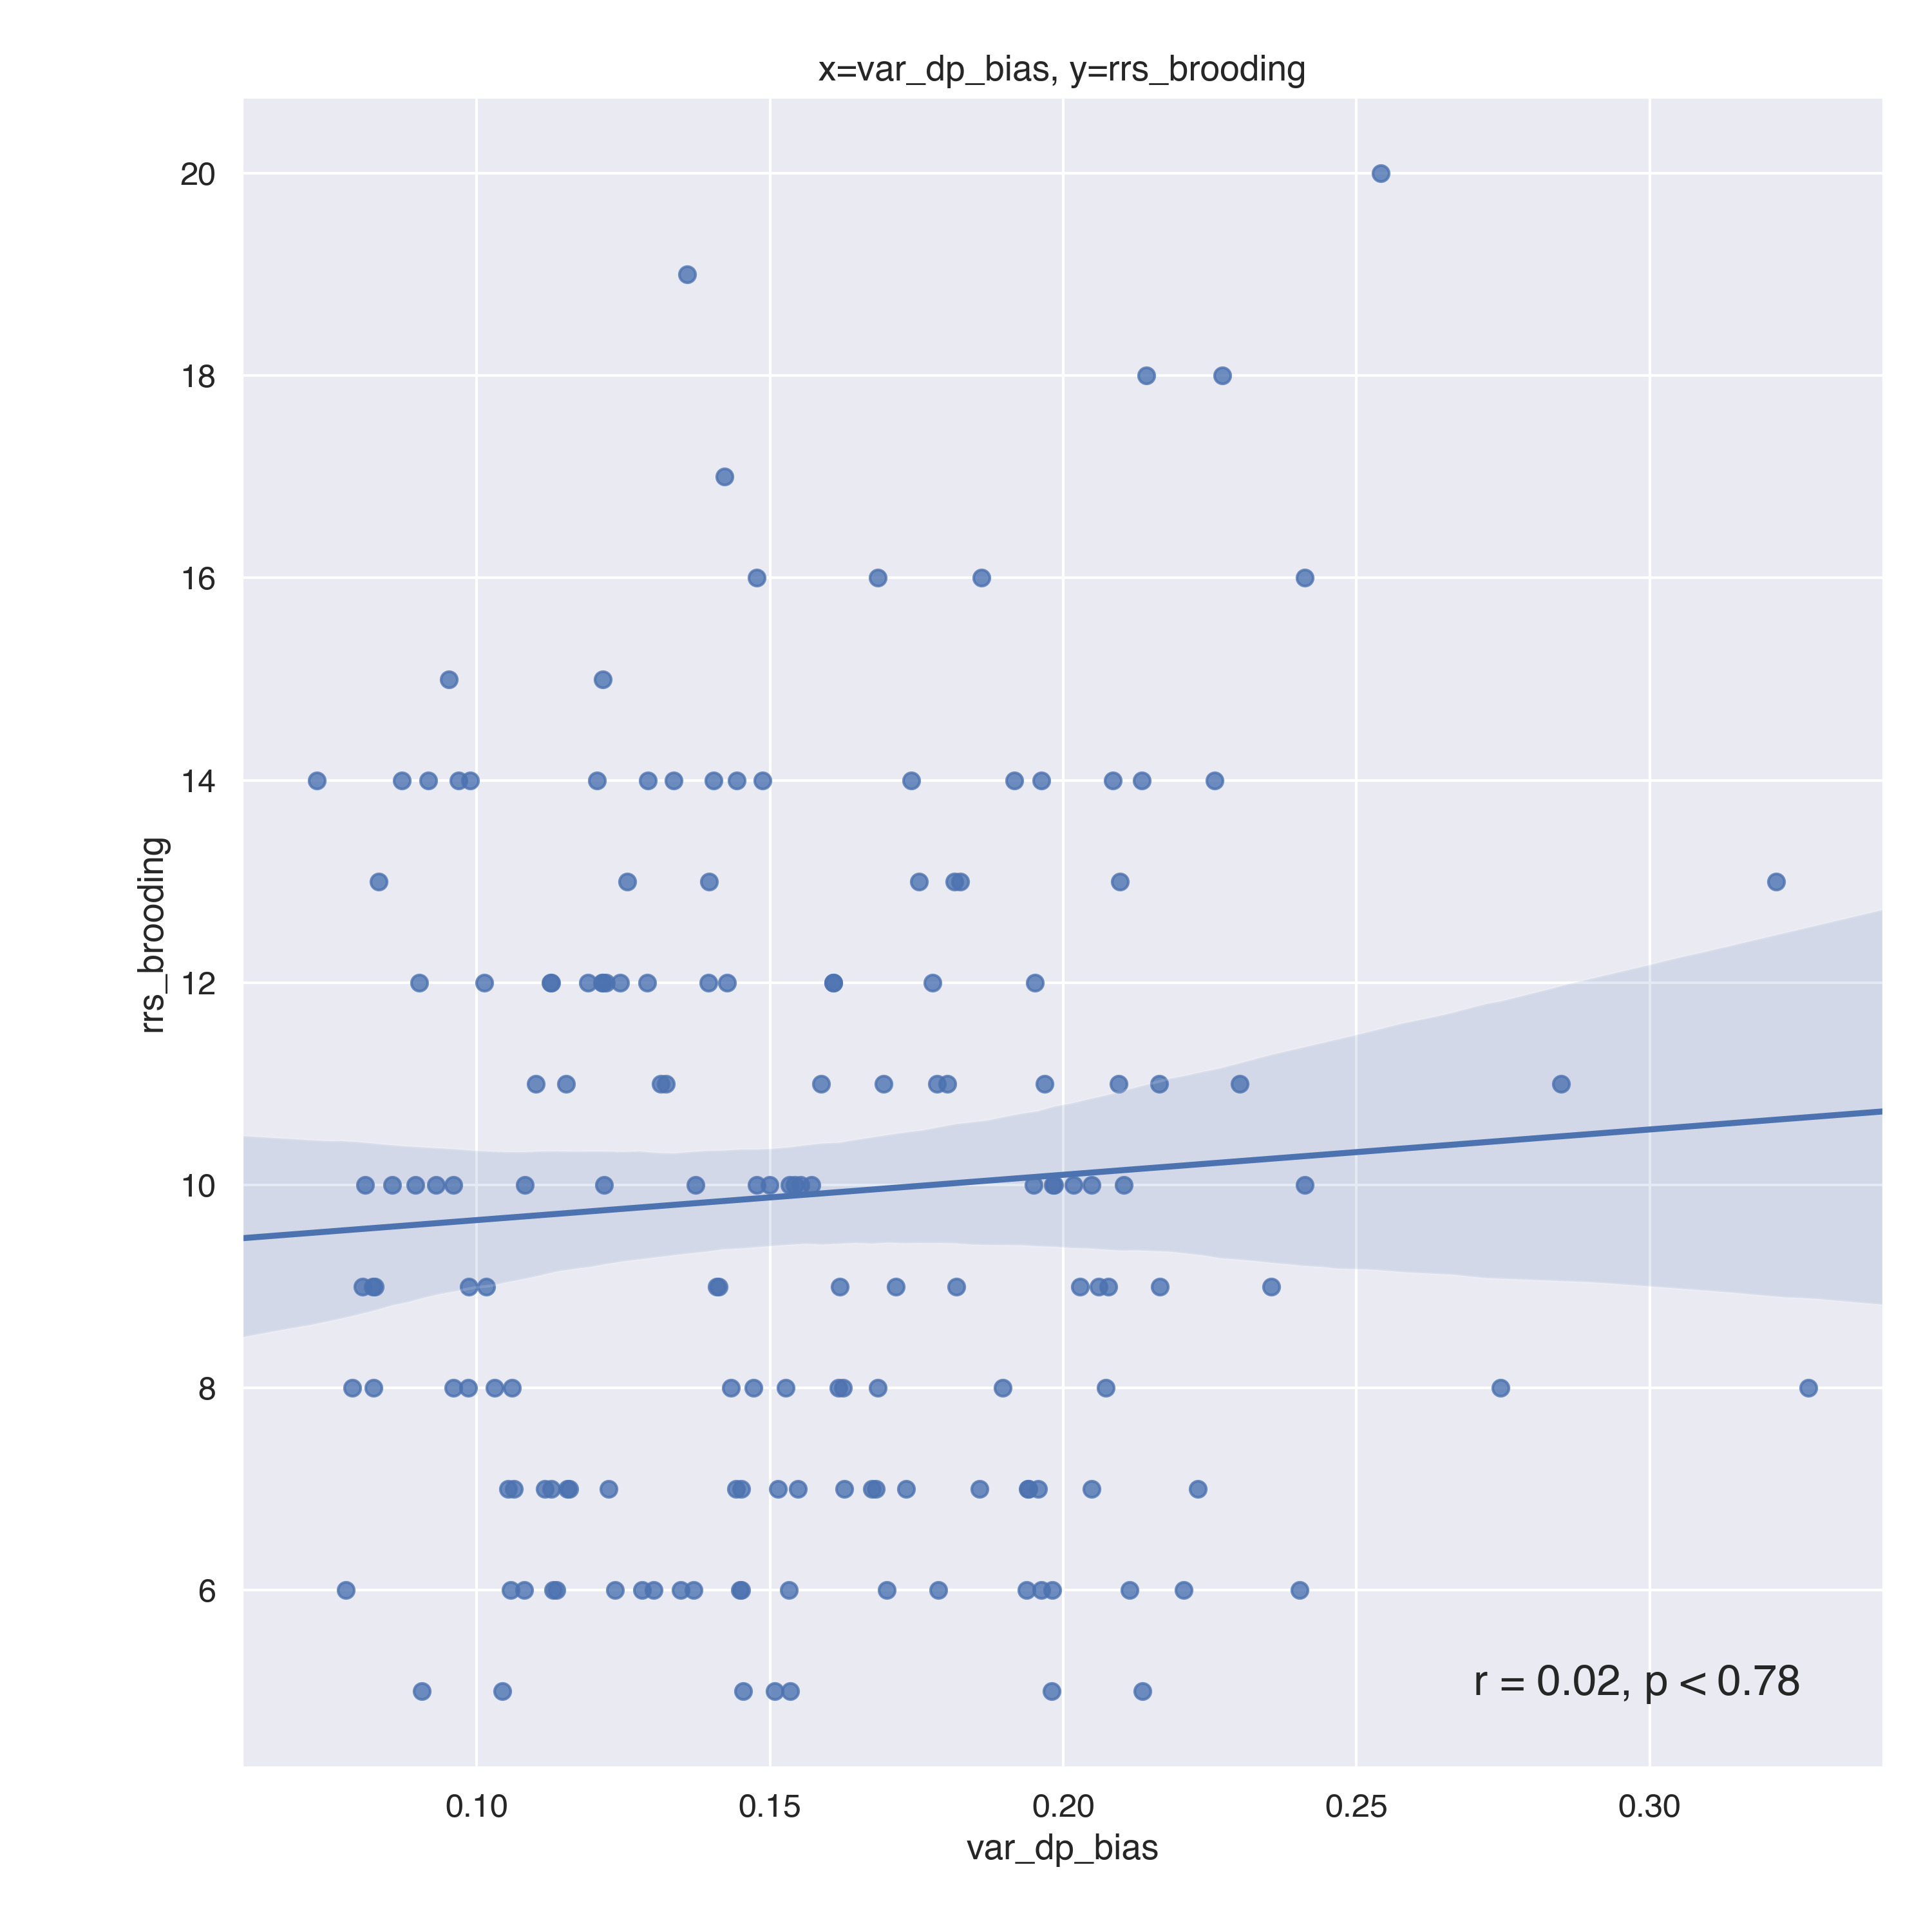 x=var_dp_bias, y=rrs_brooding
20
18
16
14
12
10
8
6
rrs_brooding
r = 0.02, p < 0.78
0.10 0.15 0.20 0.25 0.30
var_dp_bias